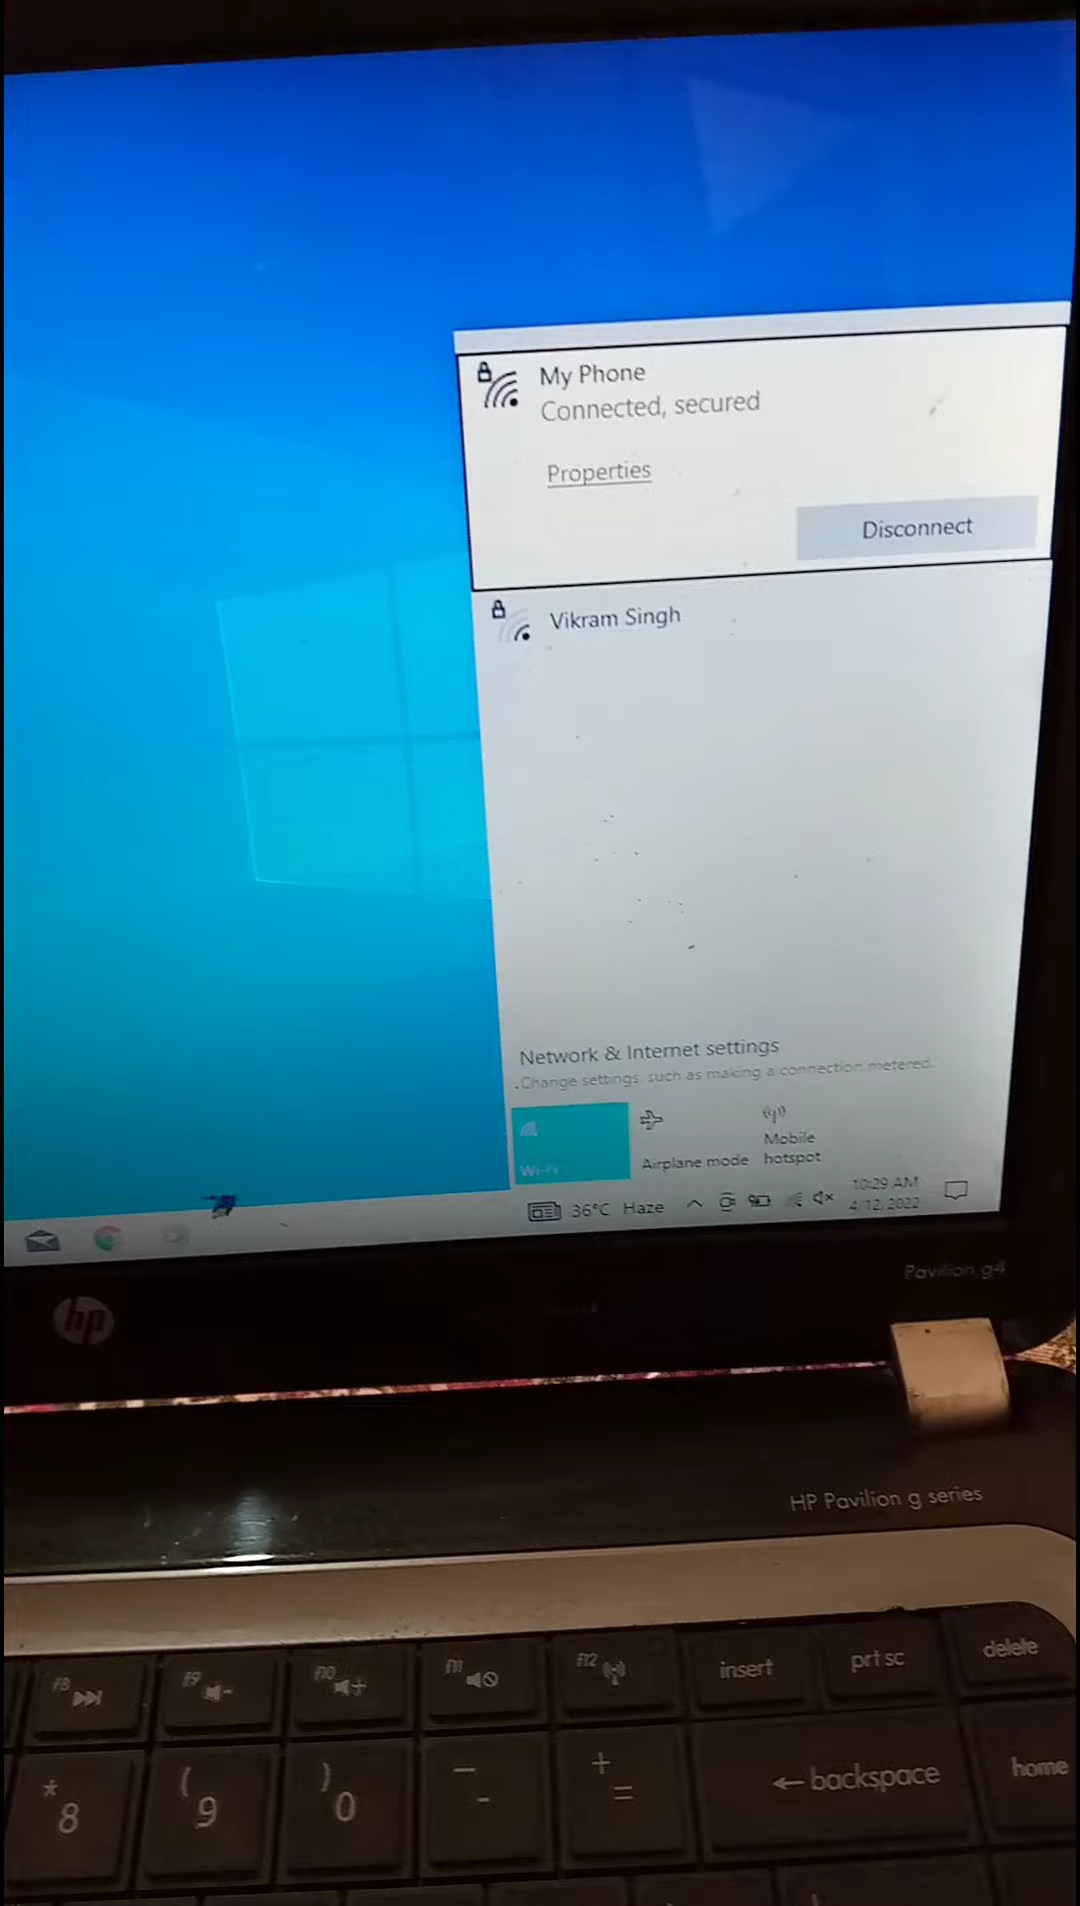 My Phone
Connected, secured
Properties
Disconnect
Vikram Singh
Network & Internet settings
Change settings, such as making a connection metered.
Wi-Fi
Airplane mode
Mobile
hotspot
36°C Haze
10:29 AM
4/12/2022
hp
Pavilion g4
HP Pavilion g series
f8
f9
f10
f11
f12
insert
prt sc
delete
*
8
(
9
)
0
—
-
+
=
← backspace
home